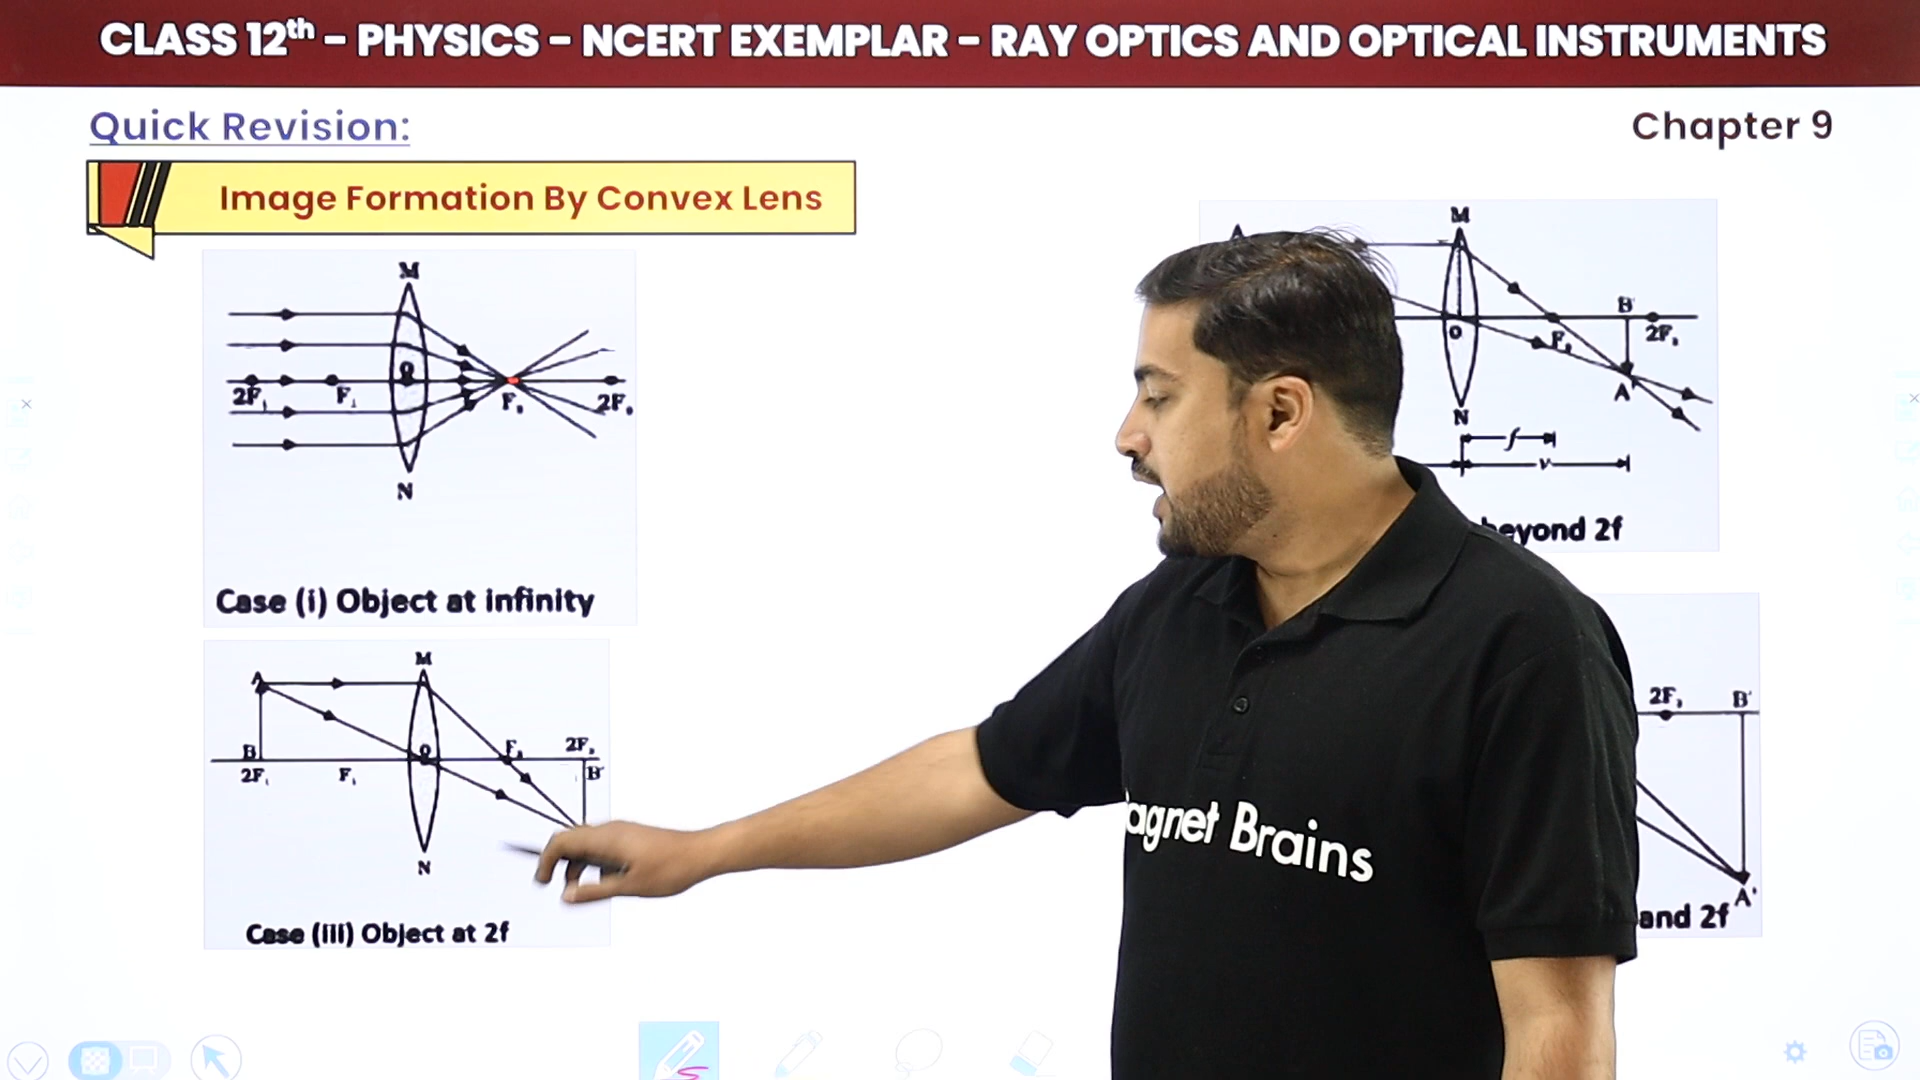 CLASS 12th - PHYSICS - NCERT EXEMPLAR - RAY OPTICS AND OPTICAL INSTRUMENTS
Quick Revision:
Chapter 9
Image Formation By Convex Lens
M
2F₁ F₁ O F₂ 2F₂
N
Case (i) Object at infinity
M
O F₂ B' 2F₂
A'
N
f
v
beyond 2f
A M
B O F₂ 2F₂
2F₁ F₁ B'
N
Case (iii) Object at 2f
2F₂ B'
A'
and 2f
agnet Brains